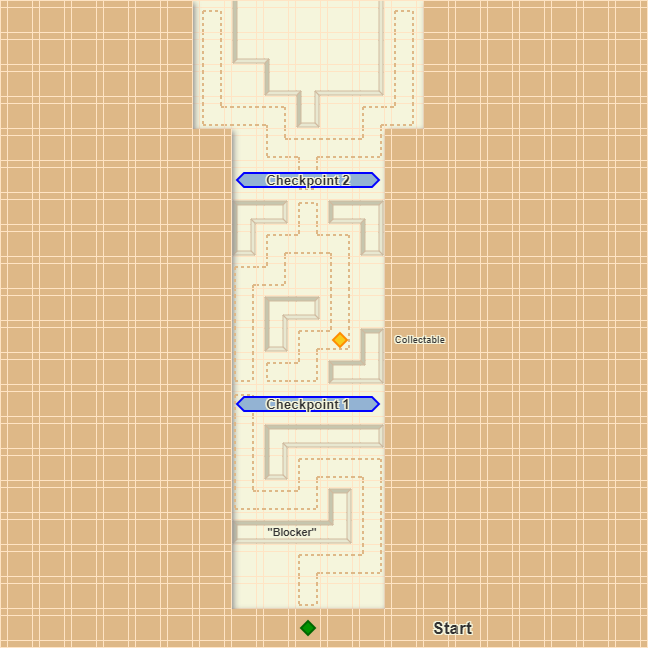 Checkpoint 2
Collectable
Checkpoint 1
"Blocker"
Start